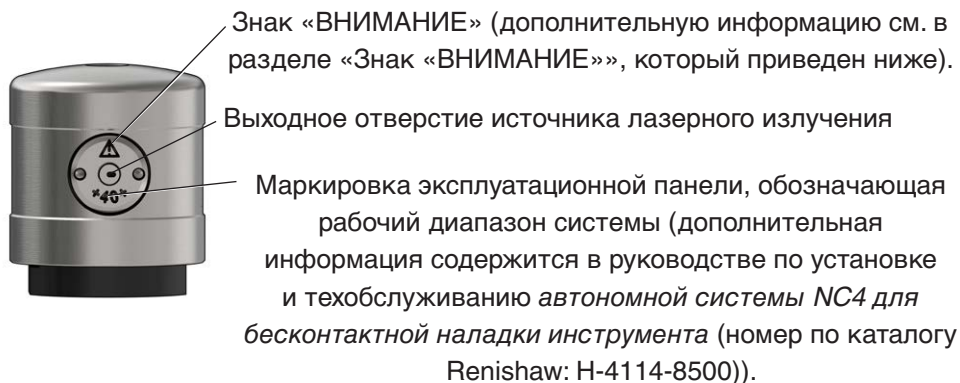 Знак «ВНИМАНИЕ» (дополнительную информацию см. в
разделе «Знак «ВНИМАНИЕ»», который приведен ниже).
Выходное отверстие источника лазерного излучения
Маркировка эксплуатационной панели, обозначающая
рабочий диапазон системы (дополнительная
информация содержится в руководстве по установке
и техобслуживанию автономной системы NC4 для
бесконтактной наладки инструмента (номер по каталогу
Renishaw: H-4114-8500)).